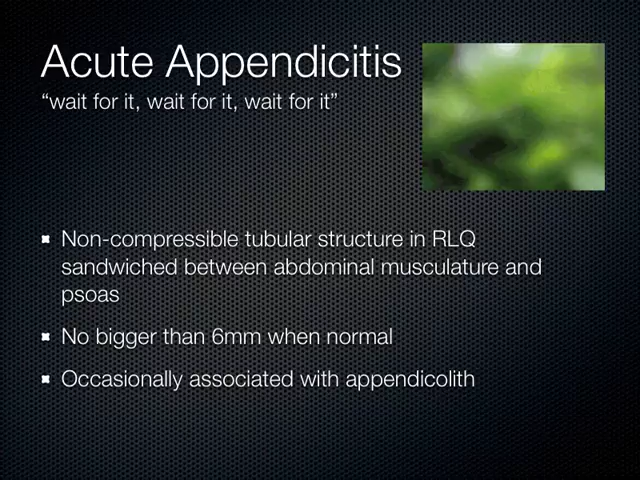 Acute Appendicitis
“wait for it, wait for it, wait for it”
Non-compressible tubular structure in RLQ
sandwiched between abdominal musculature and
psoas
No bigger than 6mm when normal
Occasionally associated with appendicolith